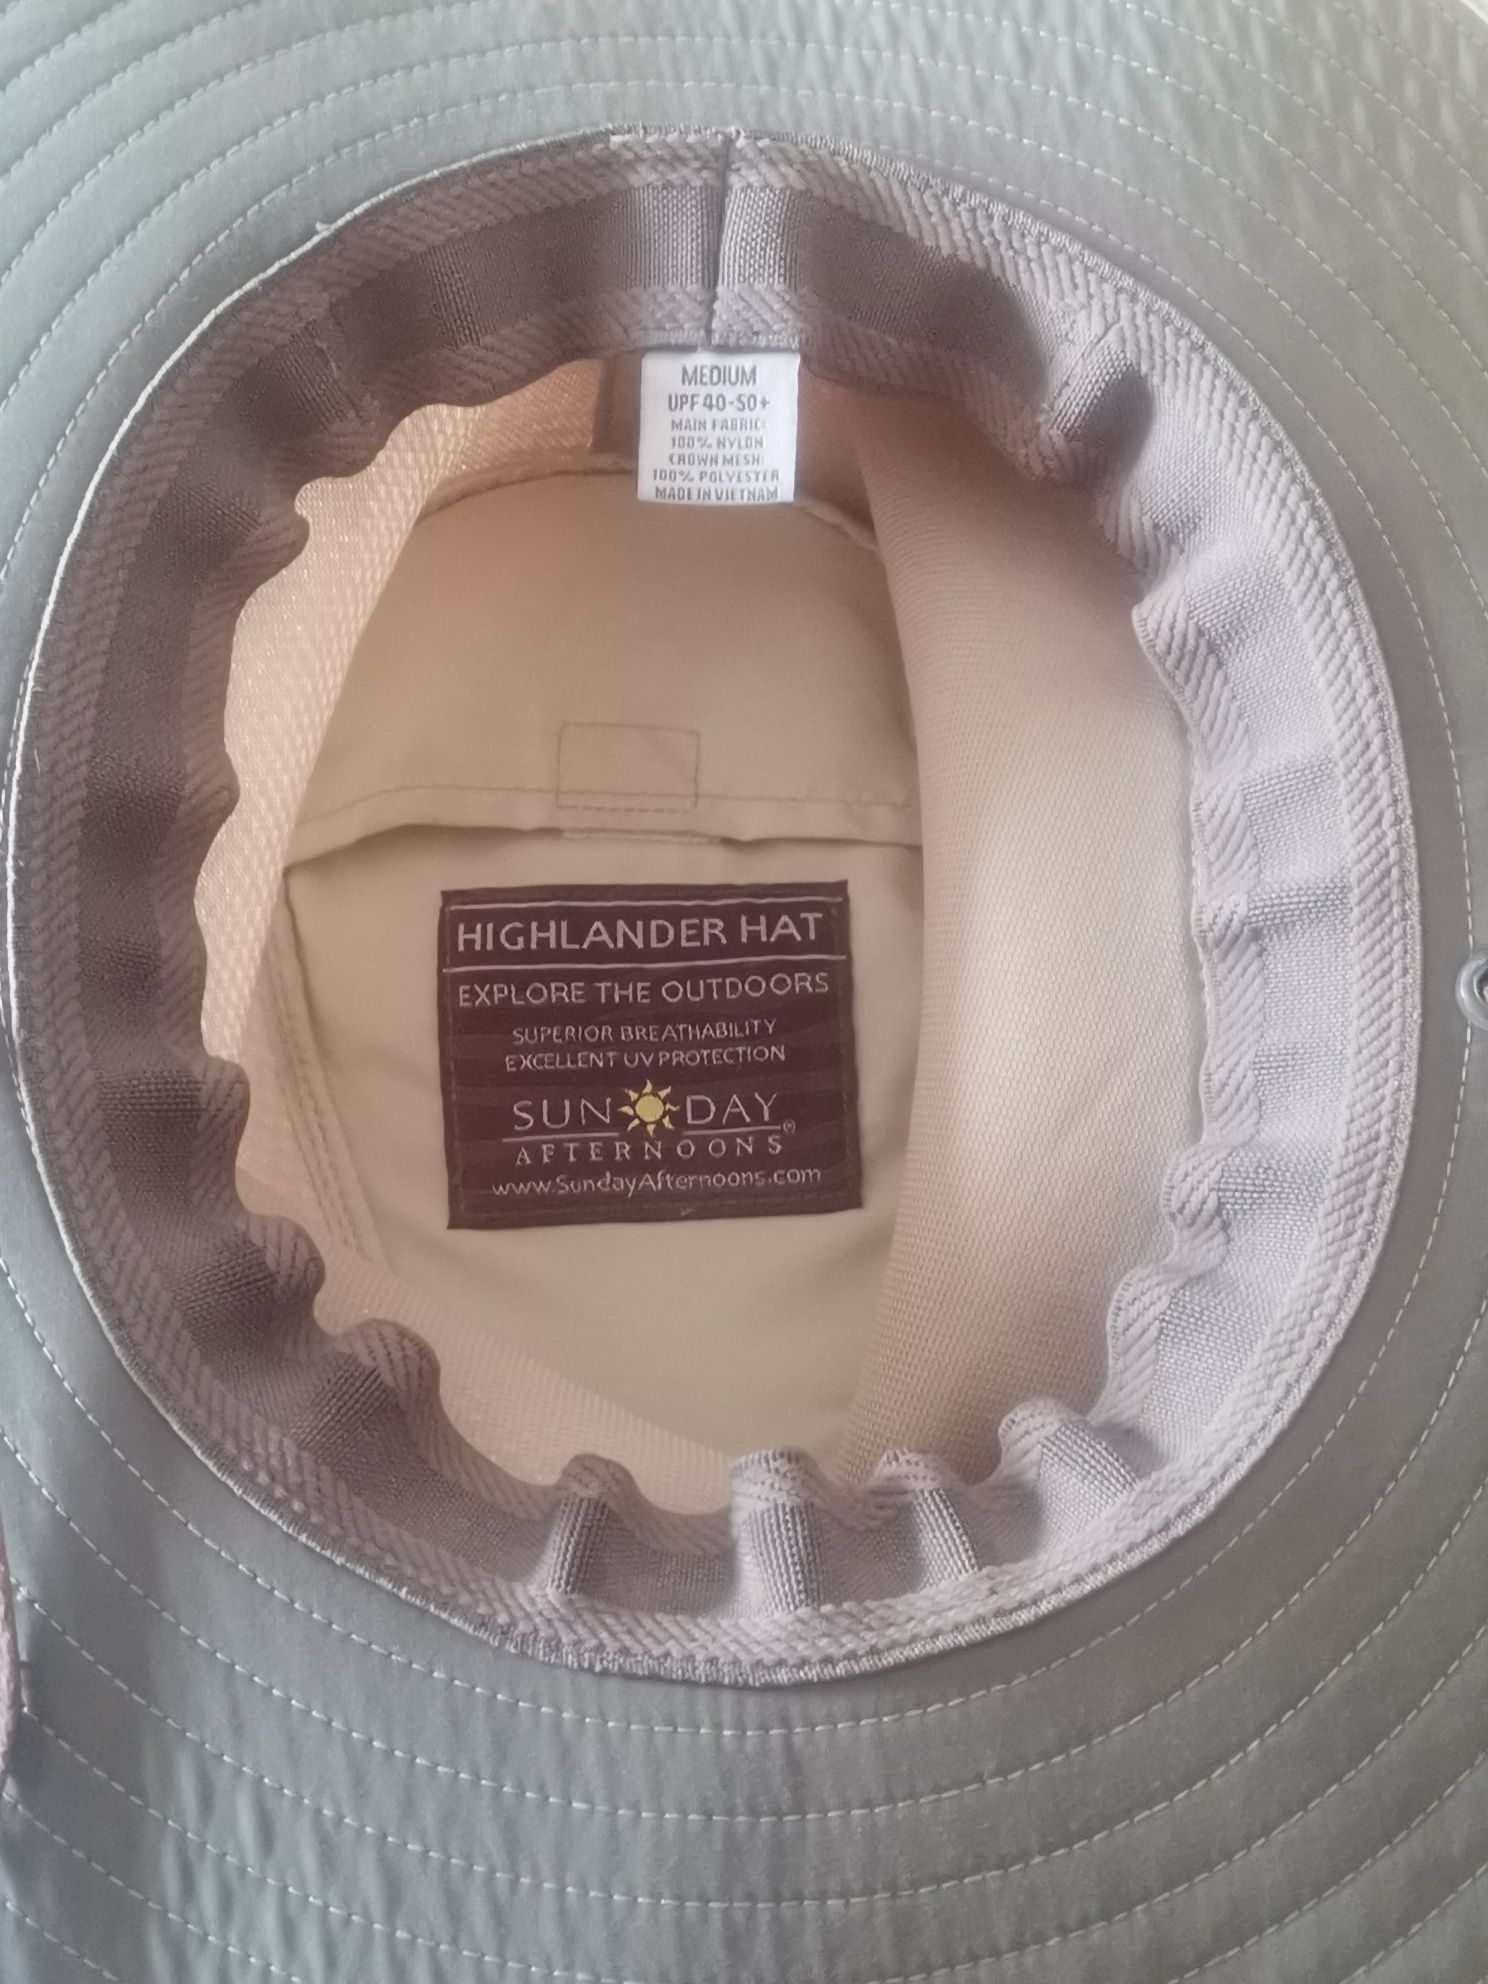 MEDIUM
UPF 40-50+
MAIN FABRIC:
100% NYLON
CROWN MESH:
100% POLYESTER
MADE IN VIETNAM
HIGHLANDER HAT
EXPLORE THE OUTDOORS
SUPERIOR BREATHABILITY
EXCELLENT UV PROTECTION
SUN DAY
AFTERNOONS®
www.SundayAfternoons.com